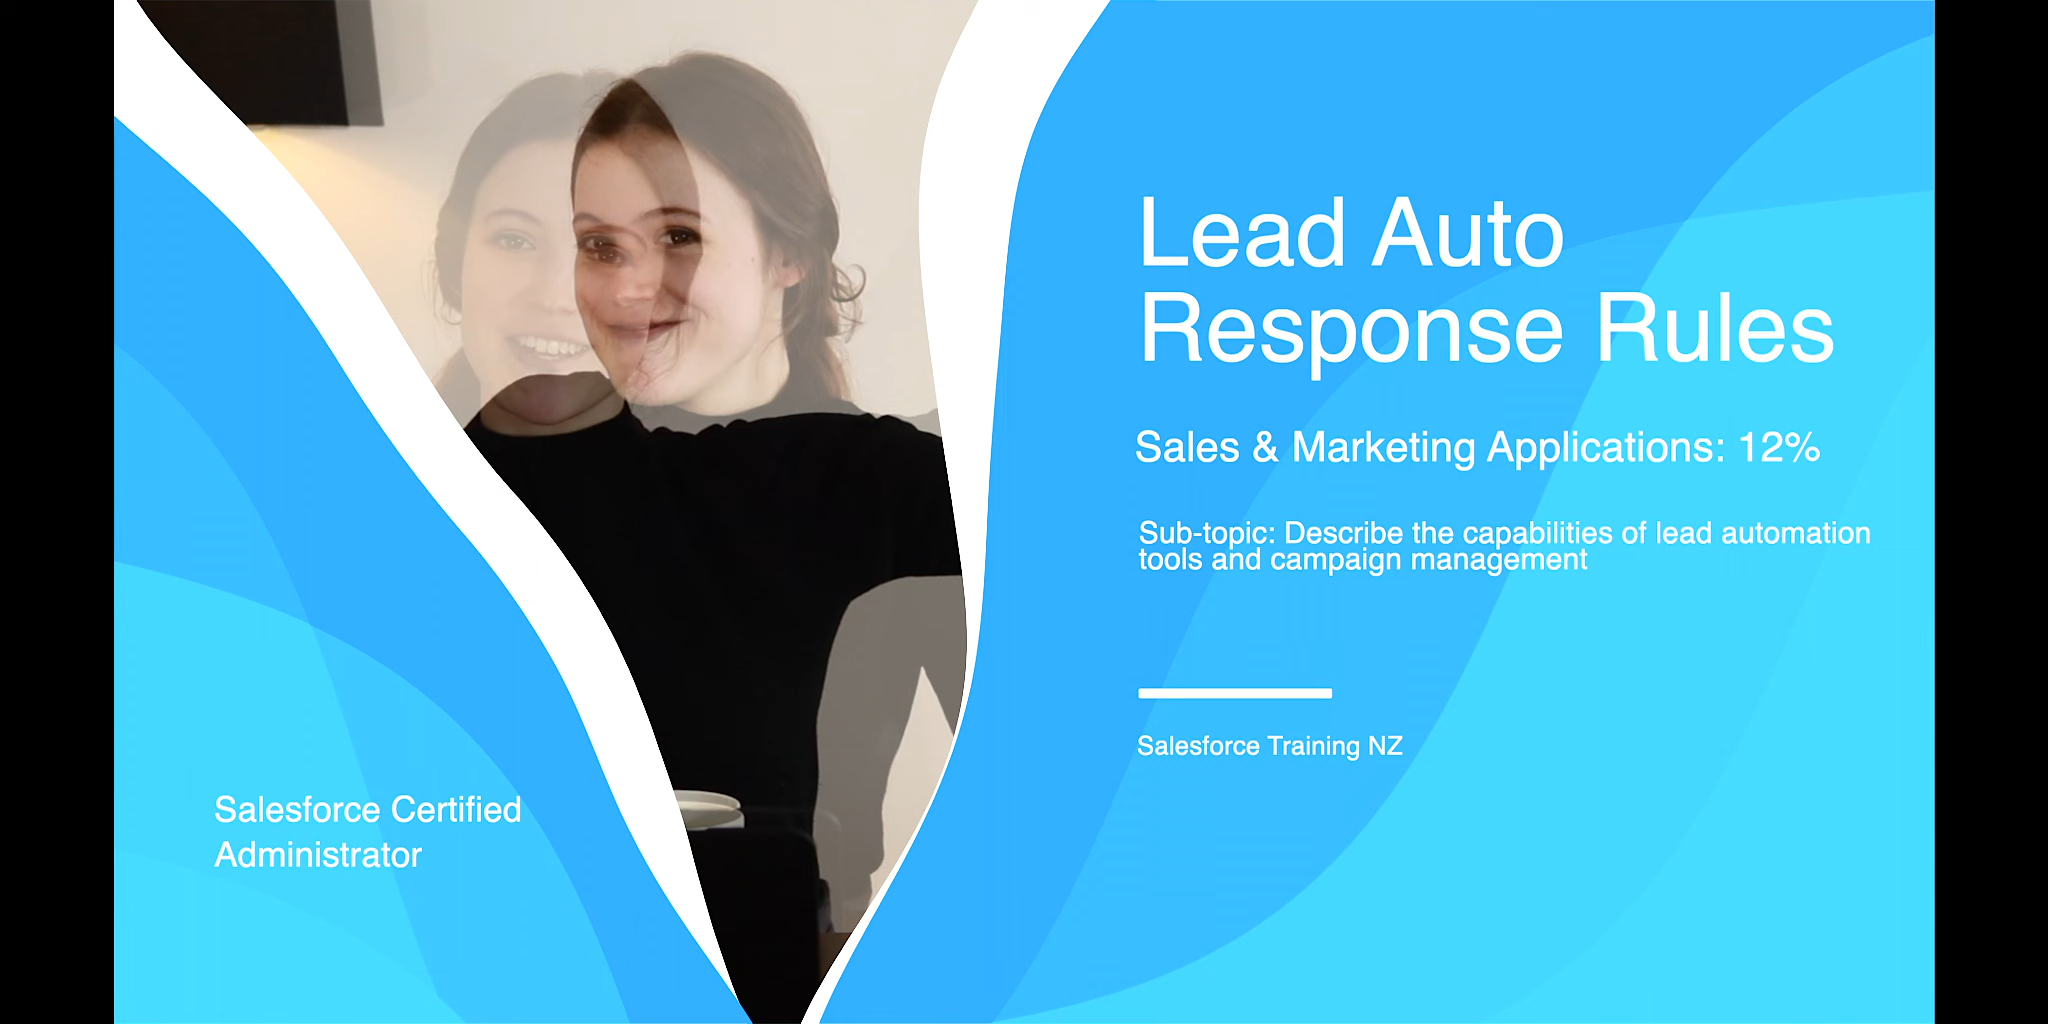 Lead Auto
Response Rules
Sales & Marketing Applications: 12%
Sub-topic: Describe the capabilities of lead automation
tools and campaign management
Salesforce Training NZ
Salesforce Certified
Administrator